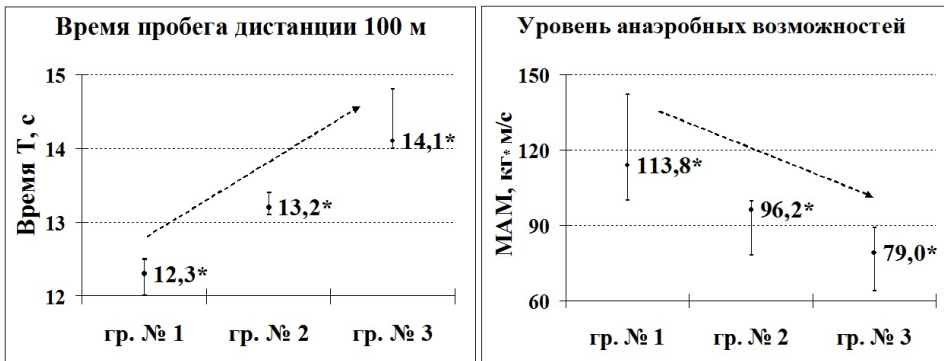 Время пробега дистанции 100 м
Время Т, с
15
14
13
12
12,3*
13,2*
14,1*
гр. № 1 гр. № 2 гр. № 3
Уровень анаэробных возможностей
МАМ, кг* м/с
150
120
90
60
113,8*
96,2*
79,0*
гр. № 1 гр. № 2 гр. № 3